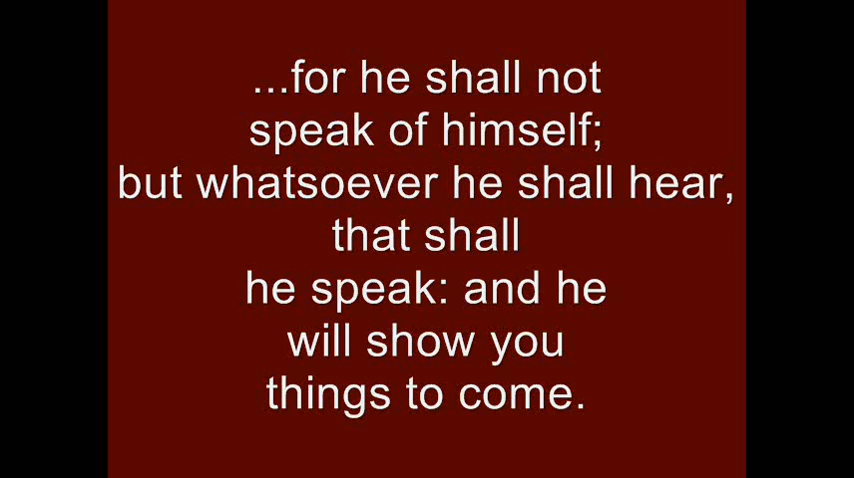 ...for he shall not
speak of himself;
but whatsoever he shall hear,
that shall
he speak: and he
will show you
things to come.